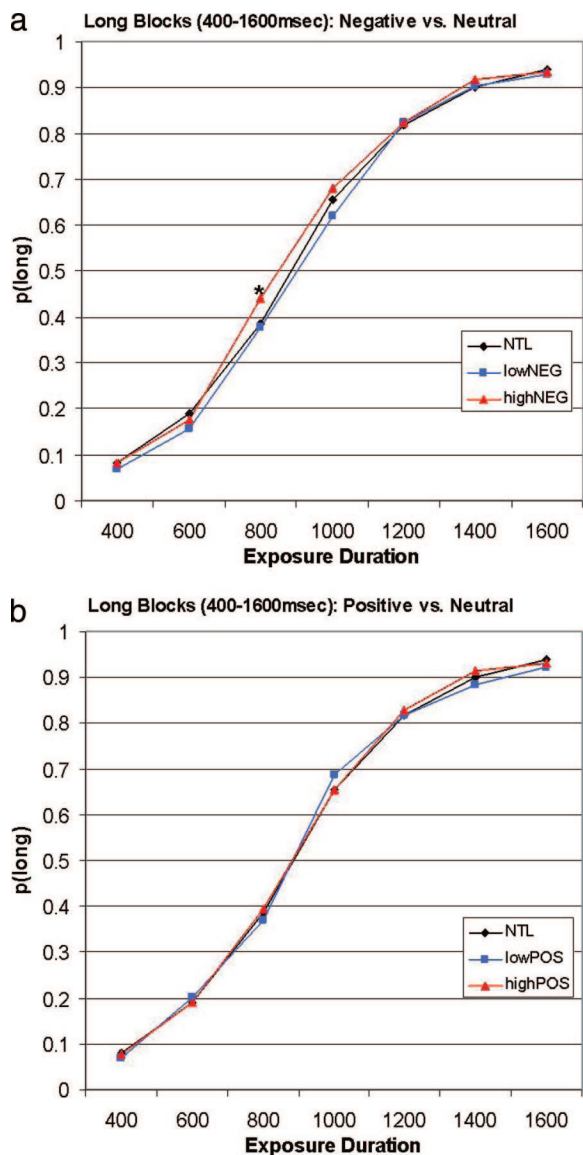 a
Long Blocks (400-1600msec): Negative vs. Neutral
1
0.9
0.8
0.7
0.6
0.5
0.4
0.3
0.2
0.1
0
p(long)
*
NTL
lowNEG
highNEG
400 600 800 1000 1200 1400 1600
Exposure Duration
b
Long Blocks (400-1600msec): Positive vs. Neutral
1
0.9
0.8
0.7
0.6
0.5
0.4
0.3
0.2
0.1
0
p(long)
NTL
lowPOS
highPOS
400 600 800 1000 1200 1400 1600
Exposure Duration